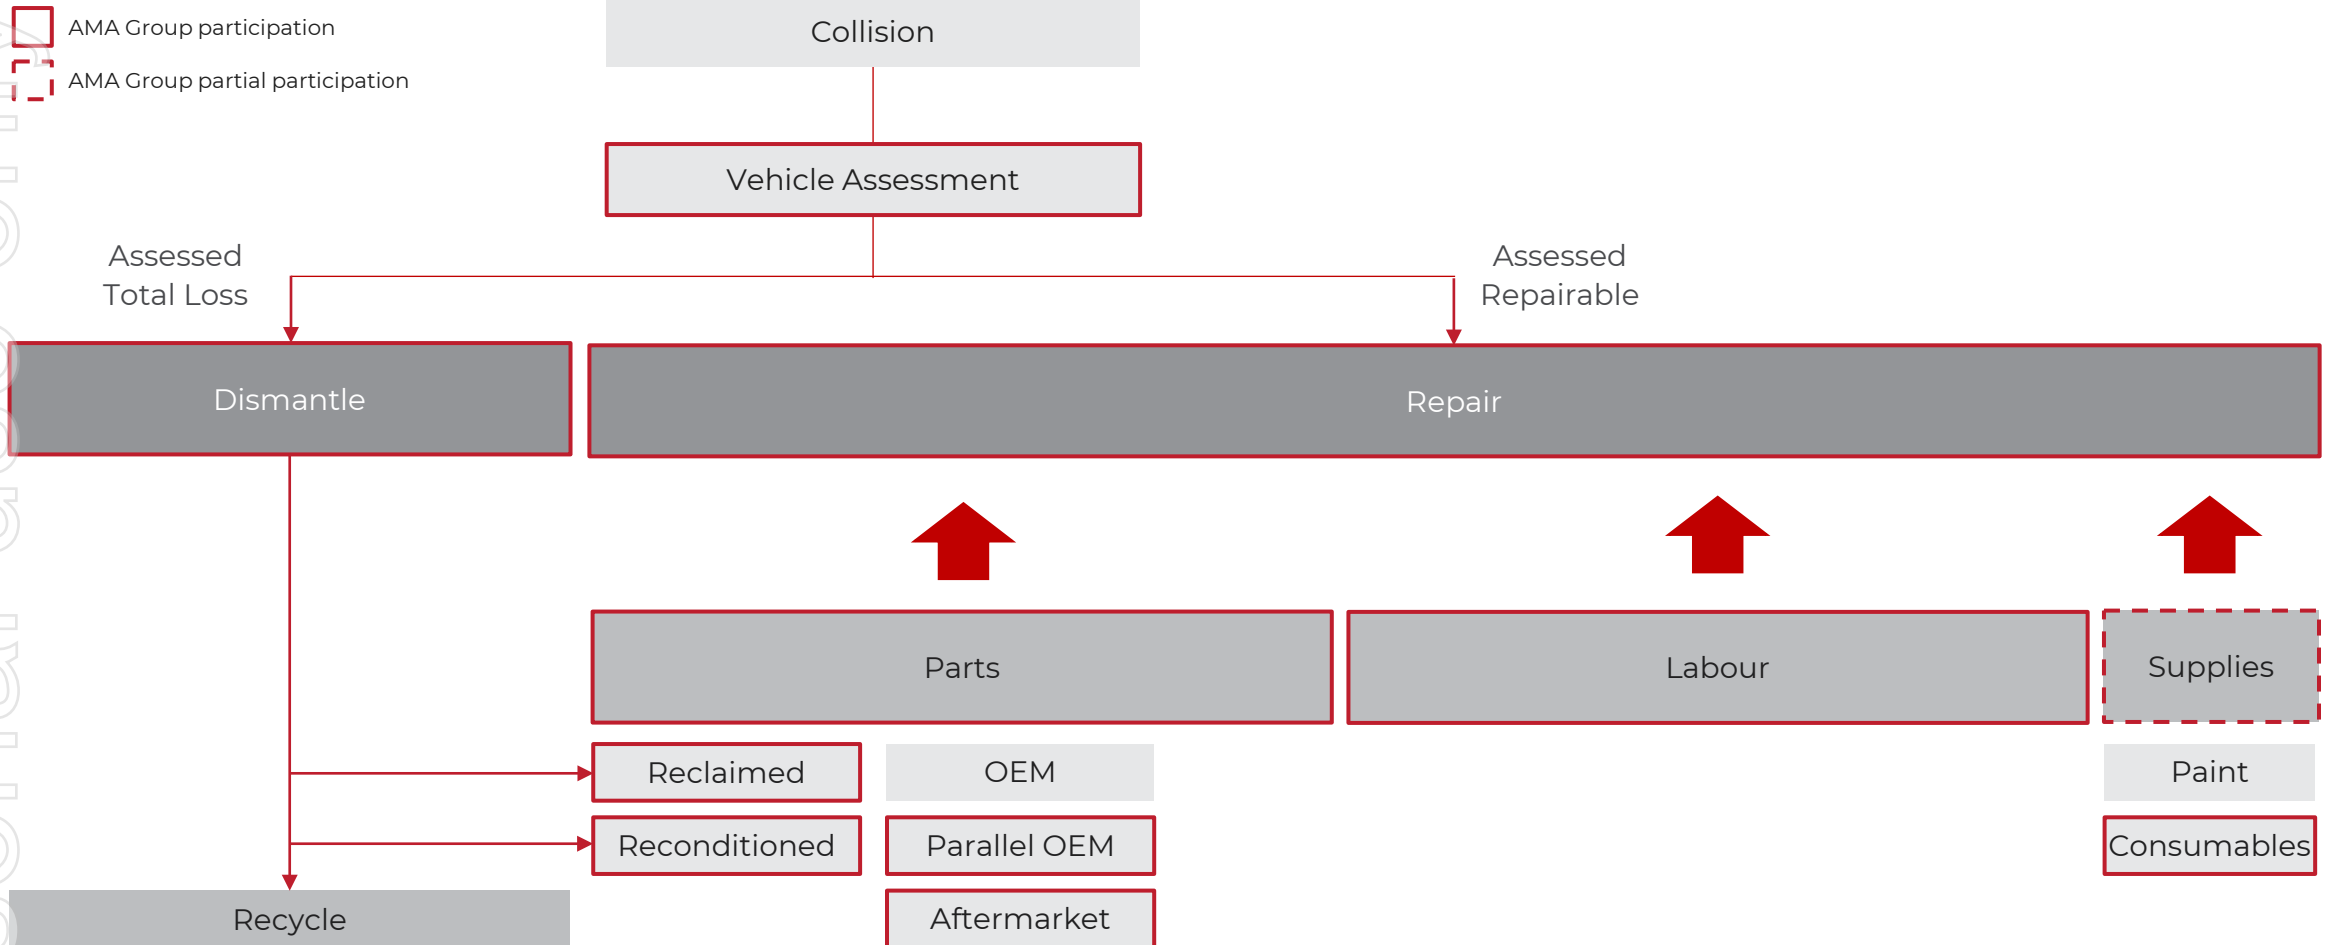 AMA Group participation
AMA Group partial participation
Collision
Vehicle Assessment
Assessed
Total Loss
Assessed
Repairable
Dismantle
Repair
Parts
Labour
Supplies
Reclaimed
OEM
Paint
Reconditioned
Parallel OEM
Consumables
Recycle
Aftermarket